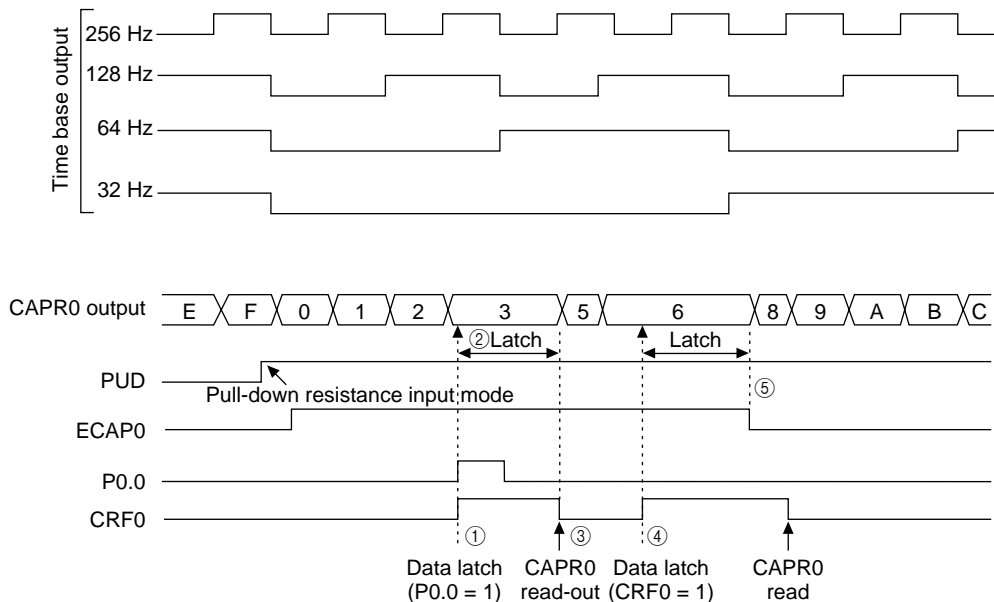 Time base output
256 Hz
128 Hz
64 Hz
32 Hz
CAPR0 output
E F 0 1 2 3 5 6 8 9 A B C
②Latch
Latch
PUD
Pull-down resistance input mode
⑤
ECAP0
P0.0
CRF0
① ③ ④
Data latch
(P0.0 = 1)
CAPR0
read-out
Data latch
(CRF0 = 1)
CAPR0
read